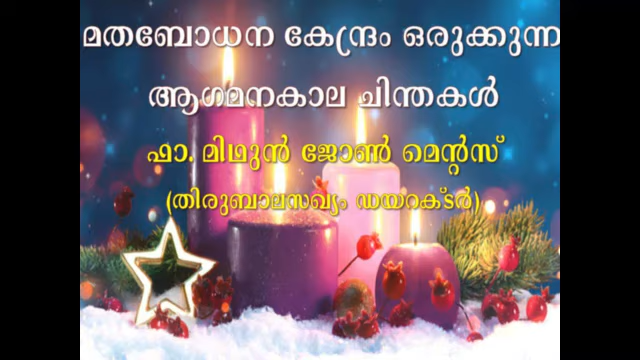 മതബോധന കേന്ദ്രം ഒരുക്കുന്ന
ആഗമനകാല ചിന്തകൾ
ഫാ. മിഥുൻ ജോൺ മെൻ്റസ്
(തിരുബാലസഖ്യം ഡയറക്ടർ)